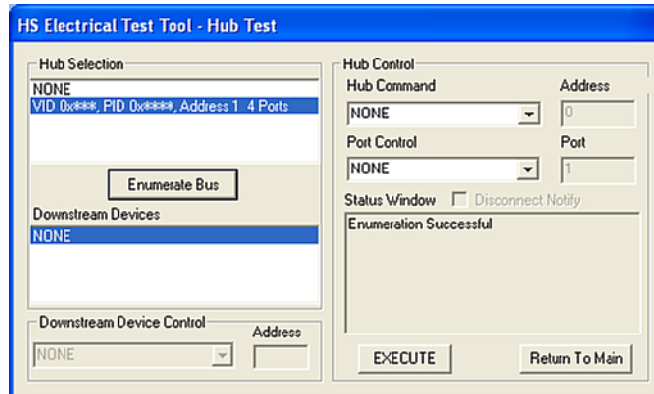 HS Electrical Test Tool - Hub Test
Hub Selection
NONE
VID 0x***, PID 0x****, Address 1 4 Ports
Enumerate Bus
Downstream Devices
NONE
Downstream Device Control
Address
NONE
Hub Control
Hub Command
Address
NONE
0
Port Control
Port
NONE
1
Status Window
Disconnect Notify
Enumeration Successful
EXECUTE
Return To Main